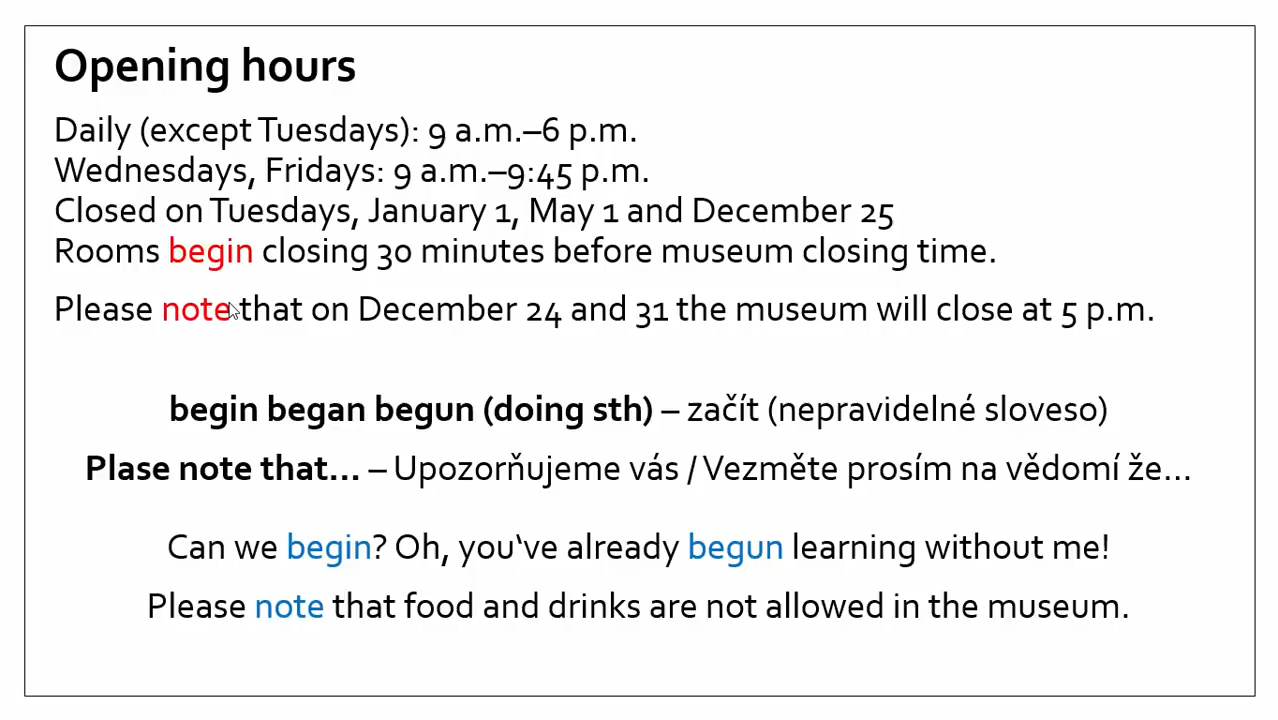 Opening hours
Daily (except Tuesdays): 9 a.m.–6 p.m.
Wednesdays, Fridays: 9 a.m.–9:45 p.m.
Closed on Tuesdays, January 1, May 1 and December 25
Rooms begin closing 30 minutes before museum closing time.
Please note that on December 24 and 31 the museum will close at 5 p.m.
begin began begun (doing sth) – začít (nepravidelné sloveso)
Plase note that... – Upozorňujeme vás / Vezměte prosím na vědomí že...
Can we begin? Oh, you‘ve already begun learning without me!
Please note that food and drinks are not allowed in the museum.